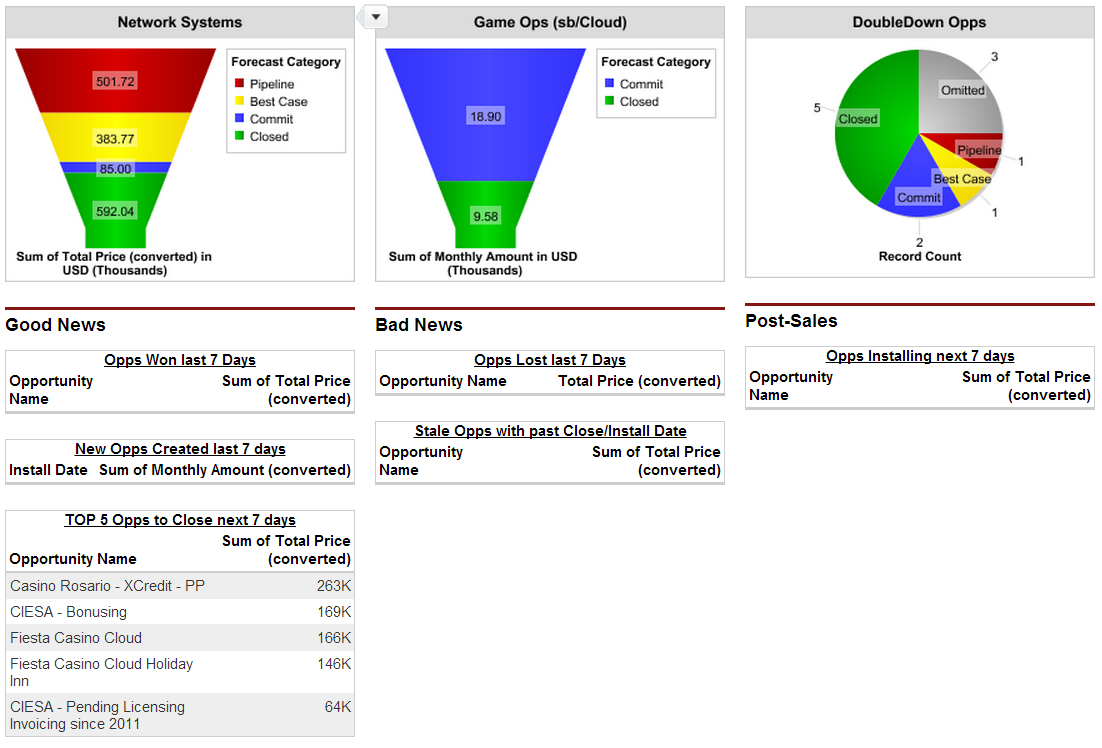 Network Systems
501.72
383.77
85.00
592.04
Forecast Category
Pipeline
Best Case
Commit
Closed
Sum of Total Price (converted) in
USD (Thousands)
Game Ops (sb/Cloud)
18.90
9.58
Forecast Category
Commit
Closed
Sum of Monthly Amount in USD
(Thousands)
DoubleDown Opps
3
Omitted
5
Closed
Pipeline
1
Best Case
Commit
1
2
Record Count
Good News
Opps Won last 7 Days
Opportunity Name
Sum of Total Price (converted)
New Opps Created last 7 days
Install Date Sum of Monthly Amount (converted)
TOP 5 Opps to Close next 7 days
Opportunity Name
Sum of Total Price (converted)
Casino Rosario - XCredit - PP 263K
CIESA - Bonusing 169K
Fiesta Casino Cloud 166K
Fiesta Casino Cloud Holiday
Inn 146K
CIESA - Pending Licensing
Invoicing since 2011 64K
Bad News
Opps Lost last 7 Days
Opportunity Name Total Price (converted)
Stale Opps with past Close/Install Date
Opportunity Name
Sum of Total Price (converted)
Post-Sales
Opps Installing next 7 days
Opportunity Name
Sum of Total Price (converted)